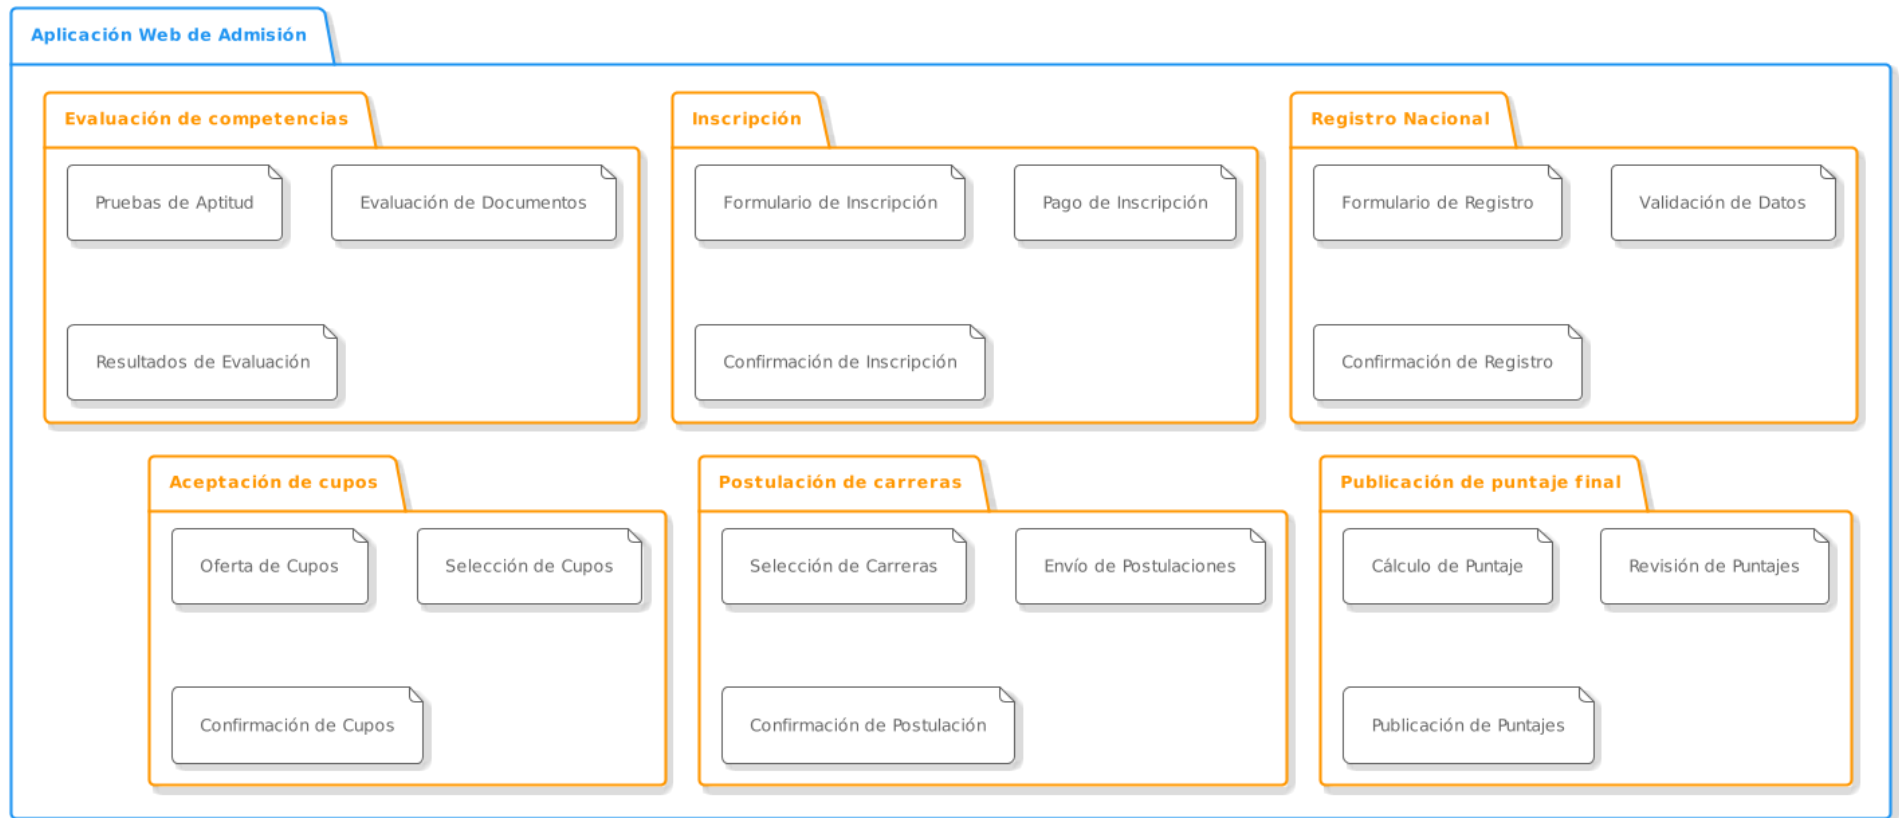 Aplicación Web de Admisión
Evaluación de competencias
Pruebas de Aptitud
Evaluación de Documentos
Resultados de Evaluación
Inscripción
Formulario de Inscripción
Pago de Inscripción
Confirmación de Inscripción
Registro Nacional
Formulario de Registro
Validación de Datos
Confirmación de Registro
Aceptación de cupos
Oferta de Cupos
Selección de Cupos
Confirmación de Cupos
Postulación de carreras
Selección de Carreras
Envío de Postulaciones
Confirmación de Postulación
Publicación de puntaje final
Cálculo de Puntaje
Revisión de Puntajes
Publicación de Puntajes